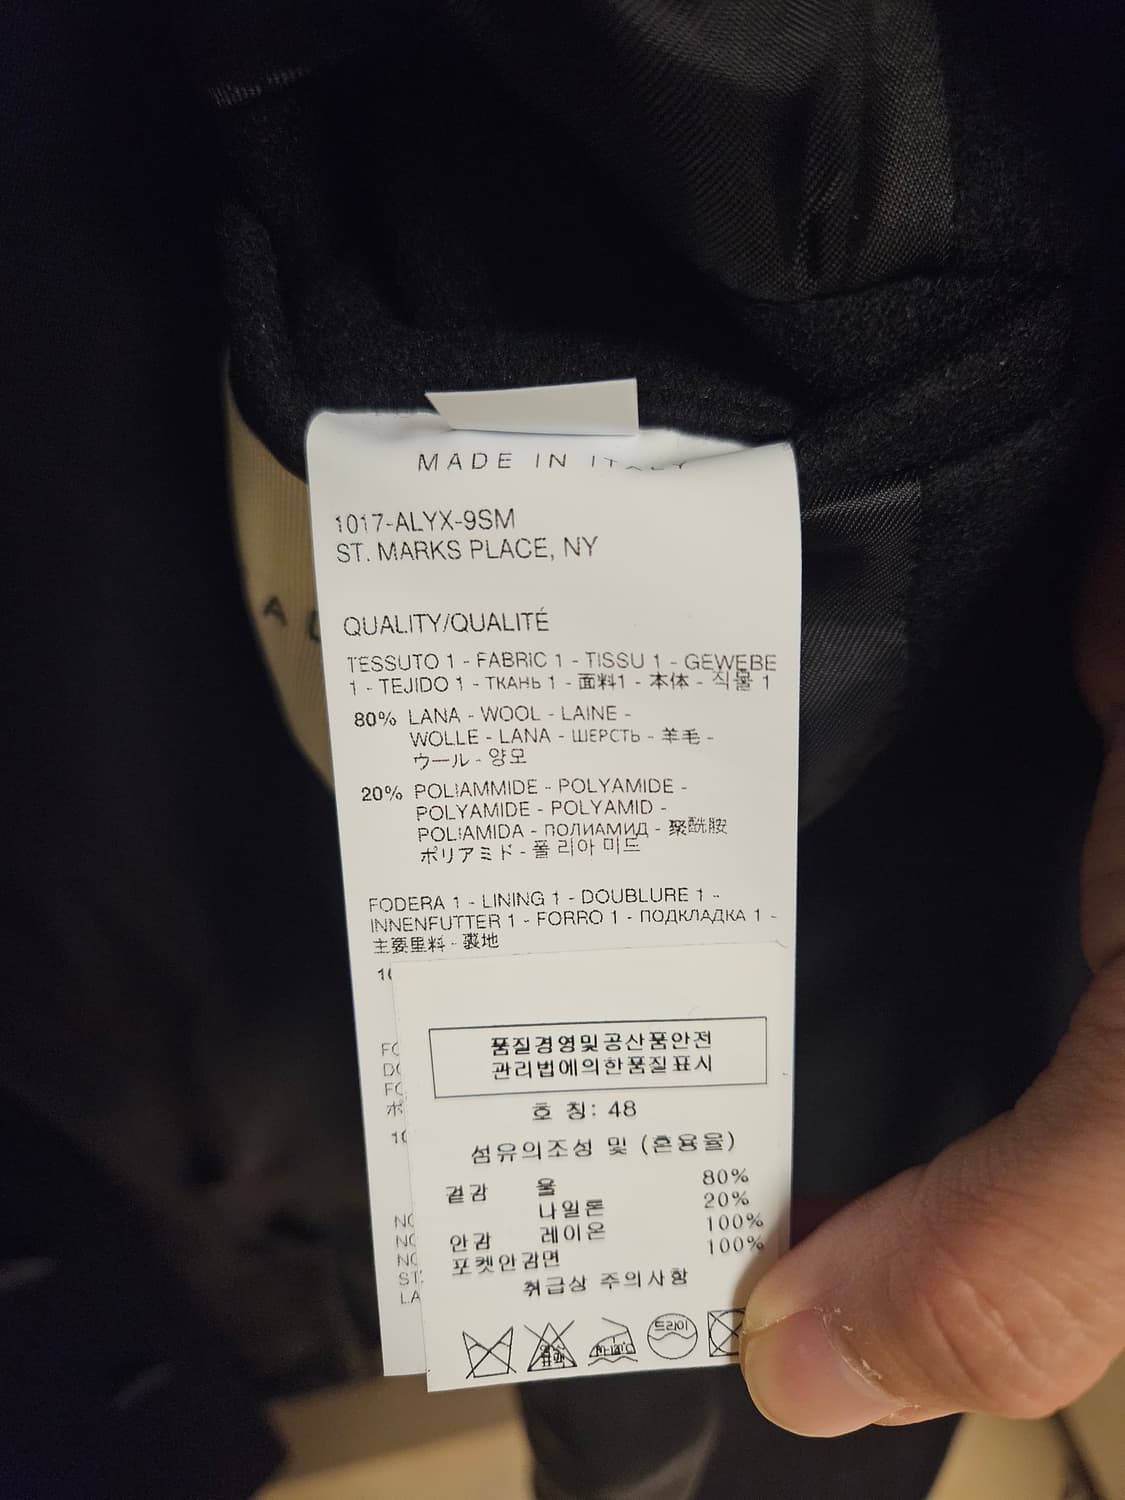 MADE IN ITALY
1017-ALYX-9SM
ST. MARKS PLACE, NY
QUALITY/QUALITÉ
TESSUTO 1 - FABRIC 1 - TISSU 1 - GEWEBE
1 - TEJIDO 1 - ТКАНЬ 1 - 面料1 - 本体 - 직물 1
80% LANA - WOOL - LAINE -
WOLLE - LANA - ШЕРСТЬ - 羊毛 -
ウール - 양모
20% POLIAMMIDE - POLYAMIDE -
POLYAMIDE - POLYAMID -
POLIAMIDA - ПОЛИАМИД - 聚酰胺
ポリアミド - 폴리아미드
FODERA 1 - LINING 1 - DOUBLURE 1 -
INNENFUTTER 1 - FORRO 1 - ПОДКЛАДКА 1 -
主要里料 - 裏地
품질경영및공산품안전
관리법에의한품질표시
호 칭: 48
섬유의조성 및 (혼용율)
겉감 울 80%
나일론 20%
안감 레이온 100%
포켓안감면 100%
취급상 주의사항
드라이